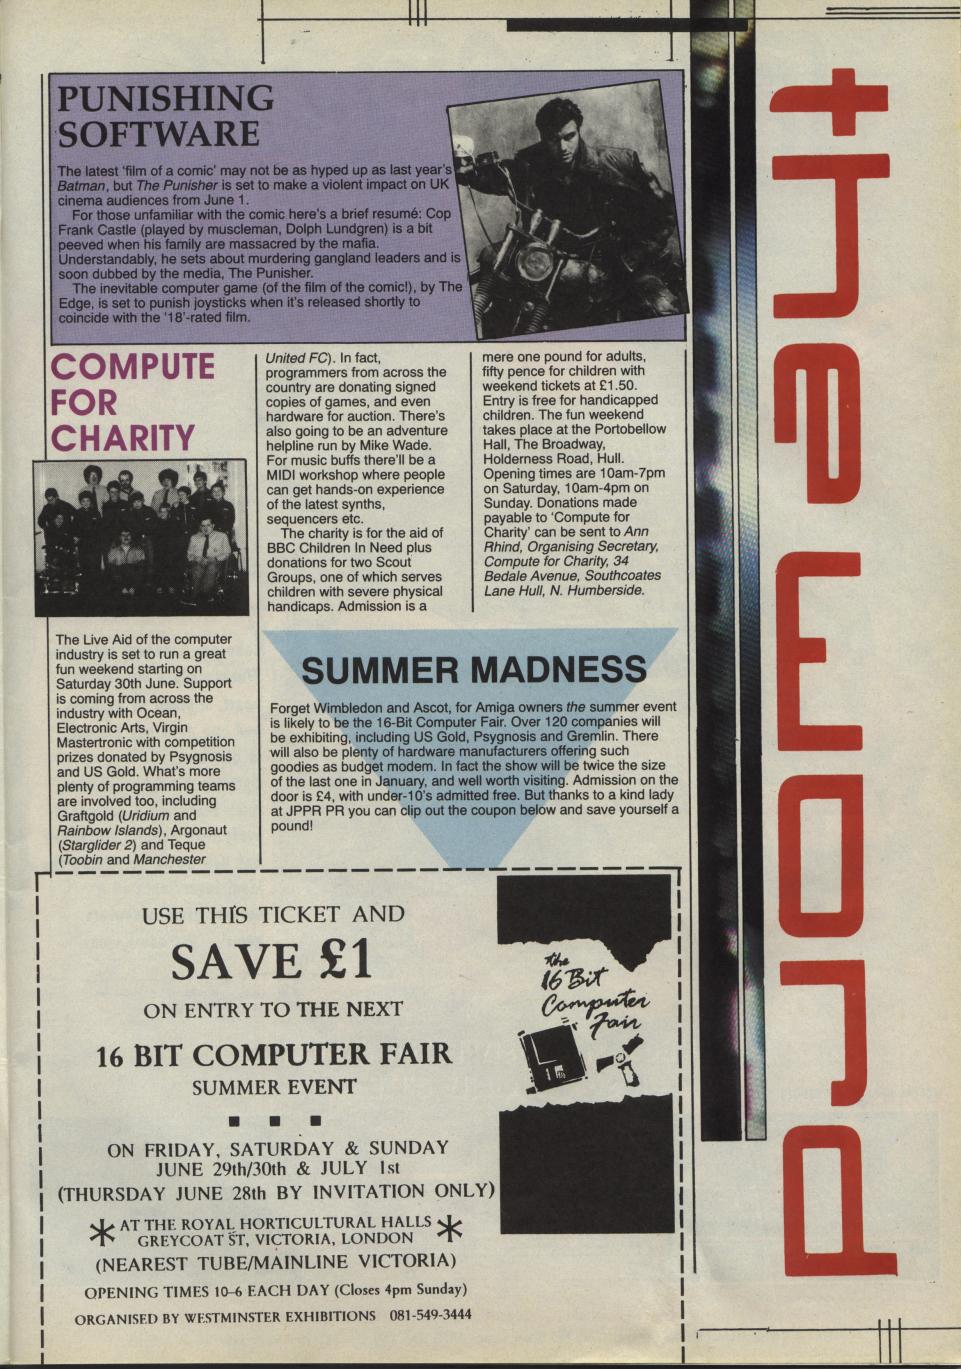 PUNISHING
SOFTWARE
The latest 'film of a comic' may not be as hyped up as last year's
Batman, but The Punisher is set to make a violent impact on UK
cinema audiences from June 1.
For those unfamiliar with the comic here's a brief resumé: Cop
Frank Castle (played by muscleman, Dolph Lundgren) is a bit
peeved when his family are massacred by the mafia.
Understandably, he sets about murdering gangland leaders and is
soon dubbed by the media, The Punisher.
The inevitable computer game (of the film of the comic!), by The
Edge, is set to punish joysticks when it's released shortly to
coincide with the '18'-rated film.
COMPUTE
FOR
CHARITY
The Live Aid of the computer
industry is set to run a great
fun weekend starting on
Saturday 30th June. Support
is coming from across the
industry with Ocean,
Electronic Arts, Virgin
Mastertronic with competition
prizes donated by Psygnosis
and US Gold. What's more
plenty of programming teams
are involved too, including
Graftgold (Uridium and
Rainbow Islands), Argonaut
(Starglider 2) and Teque
(Toobin and Manchester
United FC). In fact,
programmers from across the
country are donating signed
copies of games, and even
hardware for auction. There's
also going to be an adventure
helpline run by Mike Wade.
For music buffs there'll be a
MIDI workshop where people
can get hands-on experience
of the latest synths,
sequencers etc.
The charity is for the aid of
BBC Children In Need plus
donations for two Scout
Groups, one of which serves
children with severe physical
handicaps. Admission is a
mere one pound for adults,
fifty pence for children with
weekend tickets at £1.50.
Entry is free for handicapped
children. The fun weekend
takes place at the Portobellow
Hall, The Broadway,
Holderness Road, Hull.
Opening times are 10am-7pm
on Saturday, 10am-4pm on
Sunday. Donations made
payable to 'Compute for
Charity' can be sent to Ann
Rhind, Organising Secretary,
Compute for Charity, 34
Bedale Avenue, Southcoates
Lane Hull, N. Humberside.
SUMMER MADNESS
Forget Wimbledon and Ascot, for Amiga owners the summer event
is likely to be the 16-Bit Computer Fair. Over 120 companies will
be exhibiting, including US Gold, Psygnosis and Gremlin. There
will also be plenty of hardware manufacturers offering such
goodies as budget modem. In fact the show will be twice the size
of the last one in January, and well worth visiting. Admission on the
door is £4, with under-10's admitted free. But thanks to a kind lady
at JPPR PR you can clip out the coupon below and save yourself a
pound!
USE THIS TICKET AND
SAVE £1
ON ENTRY TO THE NEXT
16 BIT COMPUTER FAIR
SUMMER EVENT
ON FRIDAY, SATURDAY & SUNDAY
JUNE 29th/30th & JULY 1st
(THURSDAY JUNE 28th BY INVITATION ONLY)
* AT THE ROYAL HORTICULTURAL HALLS *
GREYCOAT ST, VICTORIA, LONDON
(NEAREST TUBE/MAINLINE VICTORIA)
OPENING TIMES 10–6 EACH DAY (Closes 4pm Sunday)
ORGANISED BY WESTMINSTER EXHIBITIONS 081-549-3444
the
16 Bit
Computer
Fair
the word